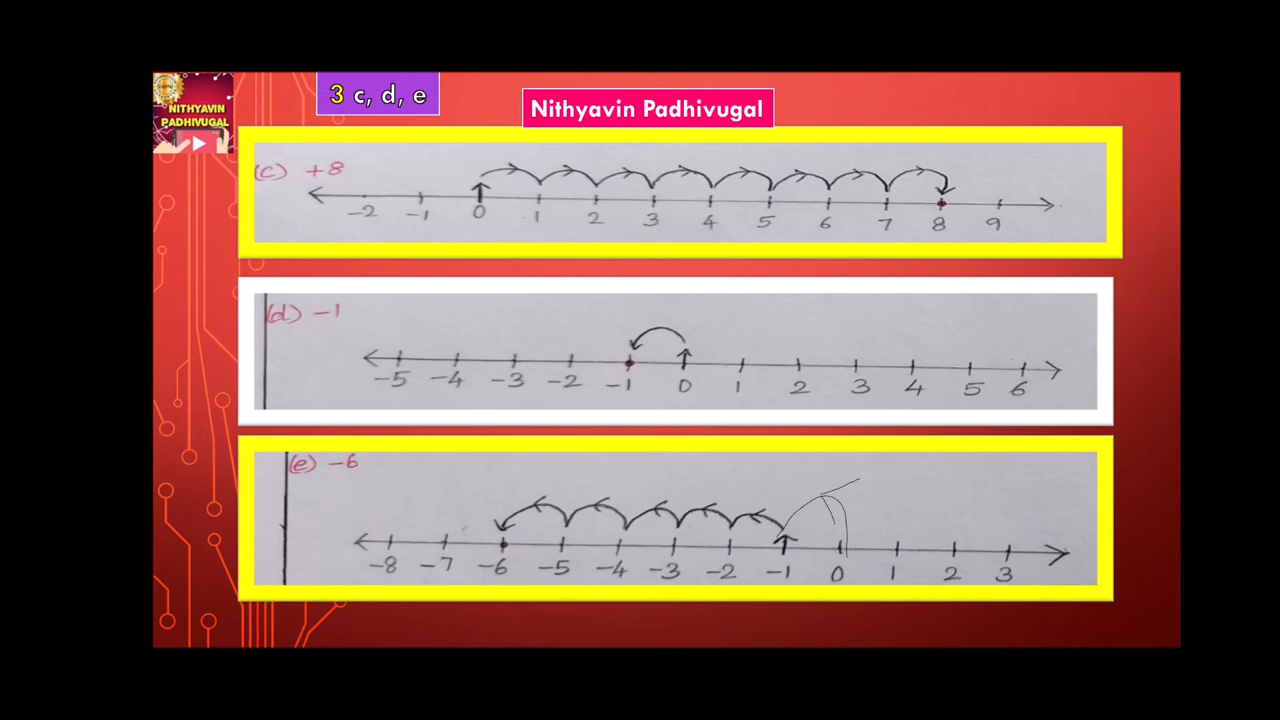 NITHYAVIN
PADHIVUGAL
3 c, d, e
Nithyavin Padhivugal
(c) +8
-2 -1 0 1 2 3 4 5 6 7 8 9
(d) -1
-5 -4 -3 -2 -1 0 1 2 3 4 5 6
(e) -6
-8 -7 -6 -5 -4 -3 -2 -1 0 1 2 3